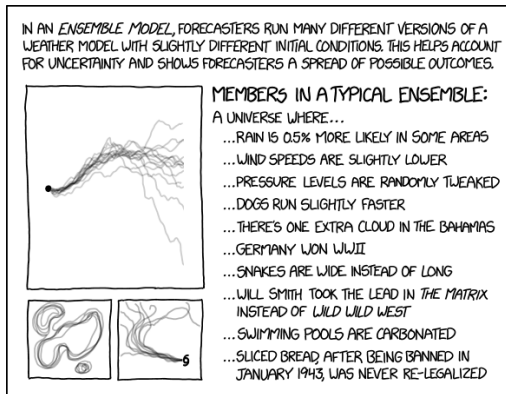 IN AN ENSEMBLE MODEL, FORECASTERS RUN MANY DIFFERENT VERSIONS OF A
WEATHER MODEL WITH SLIGHTLY DIFFERENT INITIAL CONDITIONS. THIS HELPS ACCOUNT
FOR UNCERTAINTY AND SHOWS FORECASTERS A SPREAD OF POSSIBLE OUTCOMES.
MEMBERS IN A TYPICAL ENSEMBLE:
A UNIVERSE WHERE...
...RAIN IS 0.5% MORE LIKELY IN SOME AREAS
...WIND SPEEDS ARE SLIGHTLY LOWER
...PRESSURE LEVELS ARE RANDOMLY TWEAKED
...DOGS RUN SLIGHTLY FASTER
...THERE'S ONE EXTRA CLOUD IN THE BAHAMAS
...GERMANY WON WWII
...SNAKES ARE WIDE INSTEAD OF LONG
...WILL SMITH TOOK THE LEAD IN THE MATRIX
INSTEAD OF WILD WILD WEST
...SWIMMING POOLS ARE CARBONATED
...SLICED BREAD, AFTER BEING BANNED IN
JANUARY 1943, WAS NEVER RE-LEGALIZED